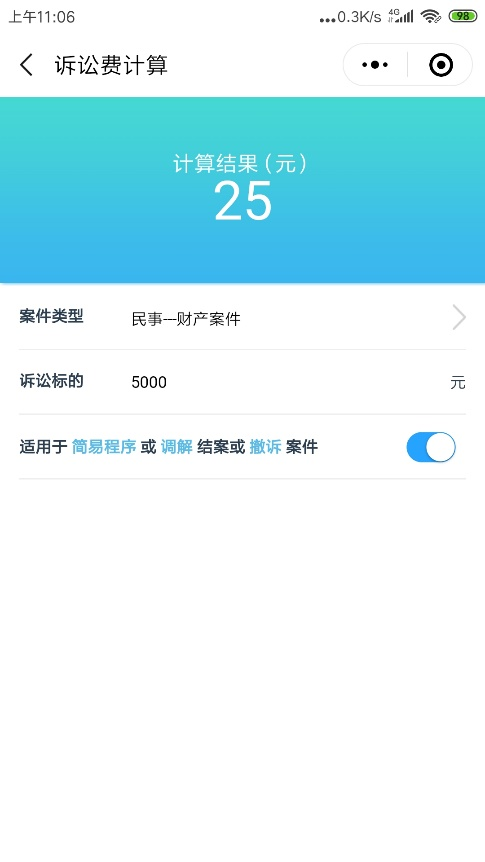 上午11:06
...0.3K/s 4G 98
诉讼费计算
计算结果（元）
25
案件类型 民事---财产案件
诉讼标的 5000 元
适用于 简易程序 或 调解 结案或 撤诉 案件